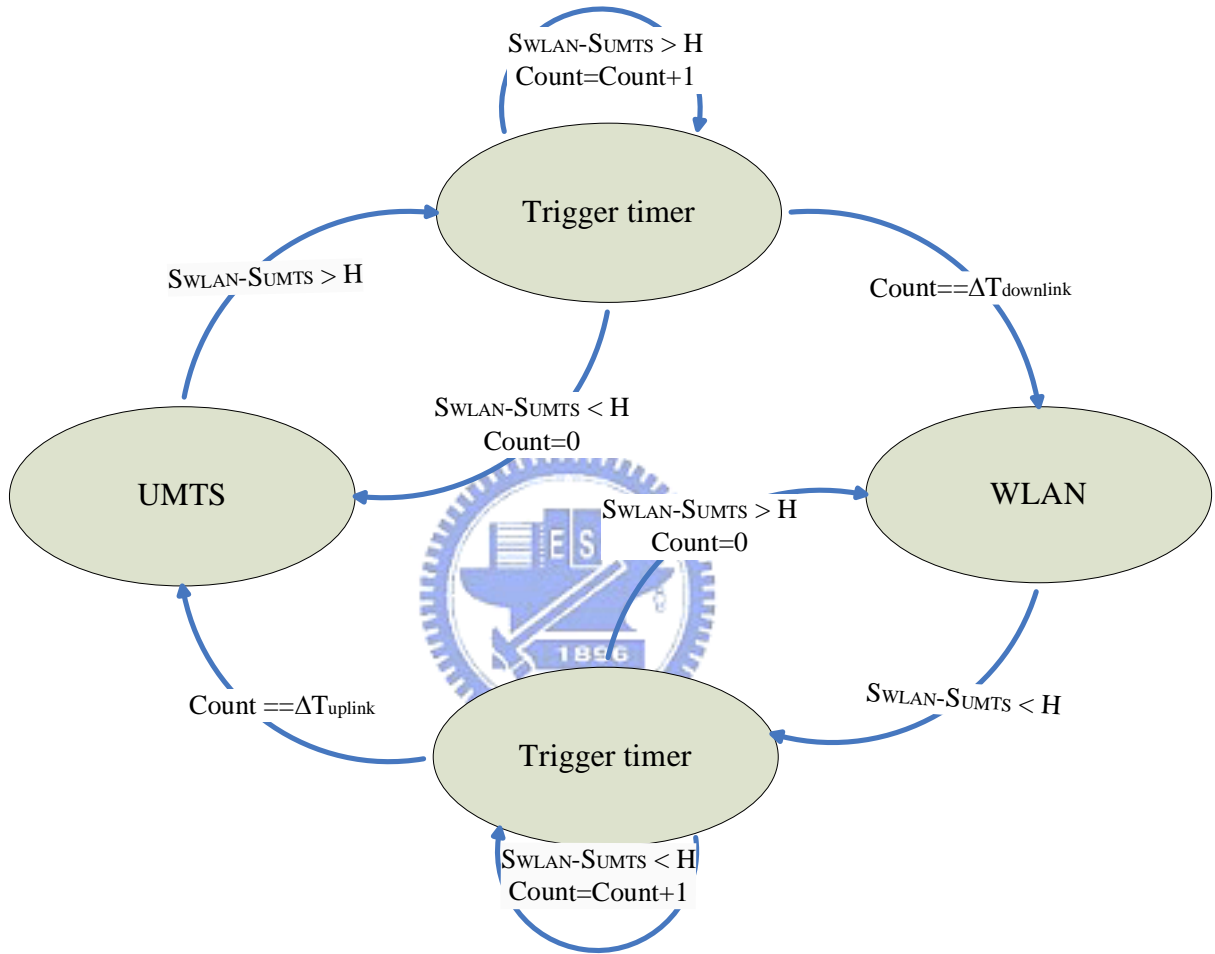 SWLAN-SUMTS > H
Count=Count+1
Trigger timer
SWLAN-SUMTS > H
Count==ΔTdownlink
SWLAN-SUMTS < H
Count=0
UMTS
WLAN
SWLAN-SUMTS > H
Count=0
E S
1896
Count ==ΔTuplink
SWLAN-SUMTS < H
Trigger timer
SWLAN-SUMTS < H
Count=Count+1